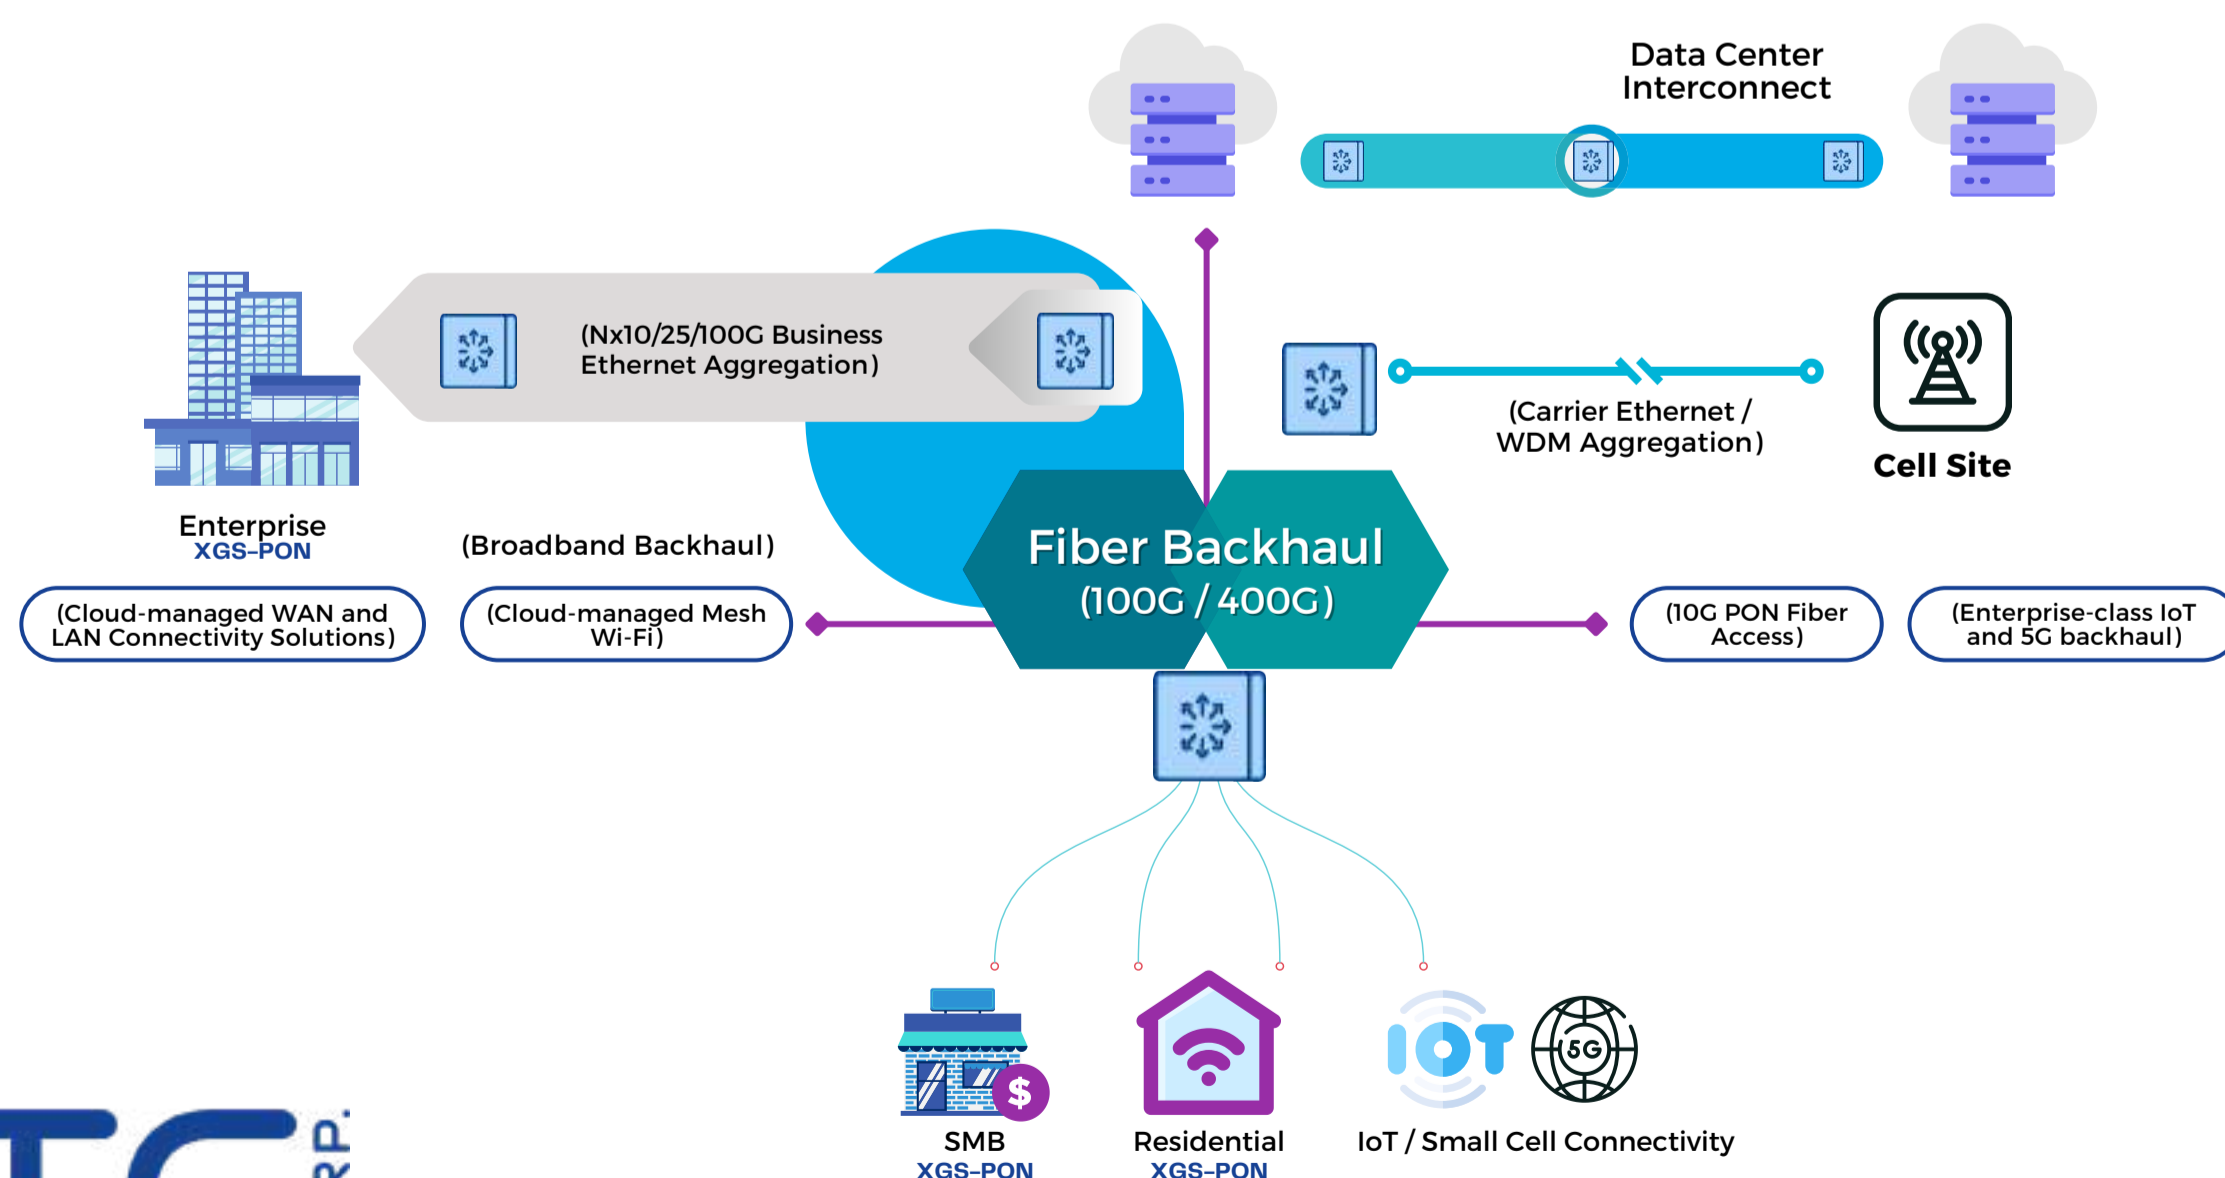 Data Center
Interconnect
(Nx10/25/100G Business
Ethernet Aggregation)
(Carrier Ethernet /
WDM Aggregation)
Cell Site
Enterprise
XGS-PON
(Broadband Backhaul)
Fiber Backhaul
(100G / 400G)
(Cloud-managed WAN and
LAN Connectivity Solutions)
(Cloud-managed Mesh
Wi-Fi)
(10G PON Fiber
Access)
(Enterprise-class IoT
and 5G backhaul)
IOT
5G
$
SMB
XGS-PON
Residential
XGS-PON
IoT / Small Cell Connectivity